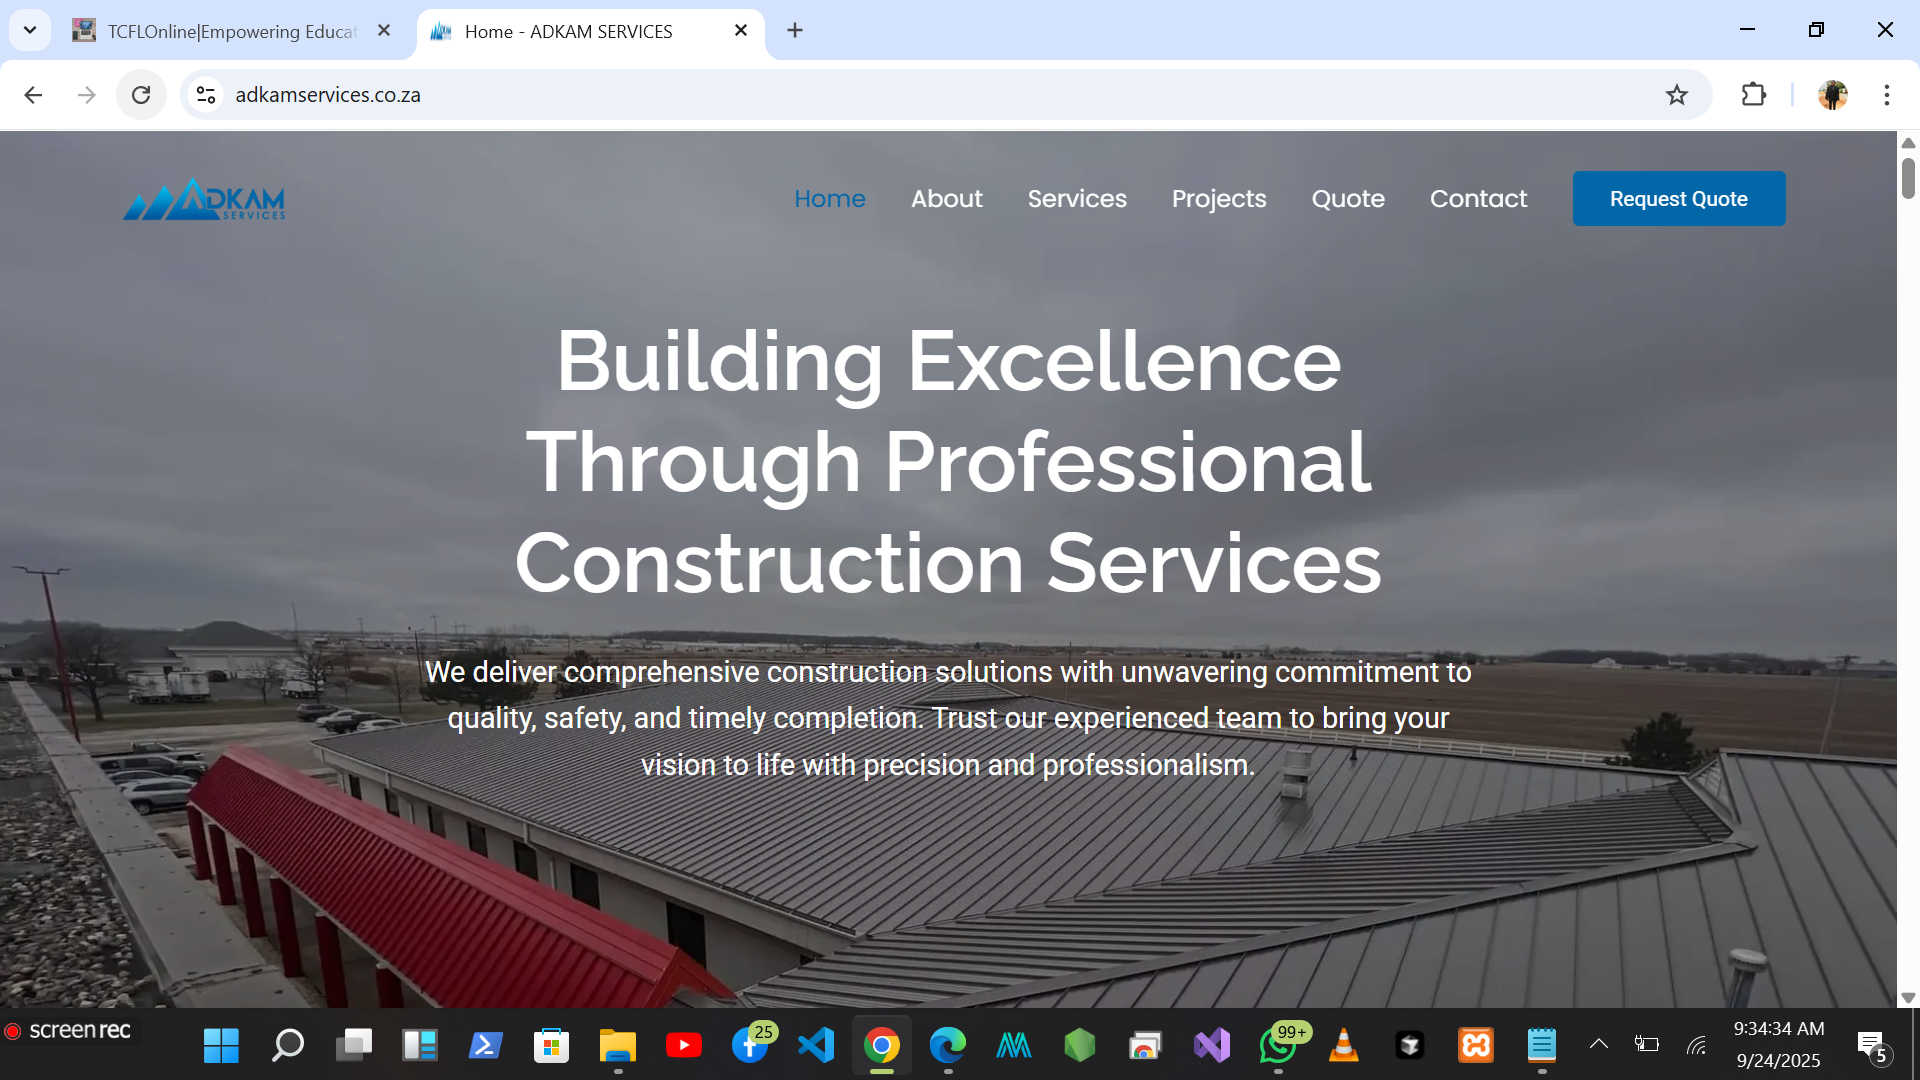 TCFLOnline|Empowering Educat
Home - ADKAM SERVICES
adkamservices.co.za
ADKAM
SERVICES
Home About Services Projects Quote Contact Request Quote
Building Excellence
Through Professional
Construction Services
We deliver comprehensive construction solutions with unwavering commitment to
quality, safety, and timely completion. Trust our experienced team to bring your
vision to life with precision and professionalism.
screen rec
25
99+
9:34:34 AM
9/24/2025
5